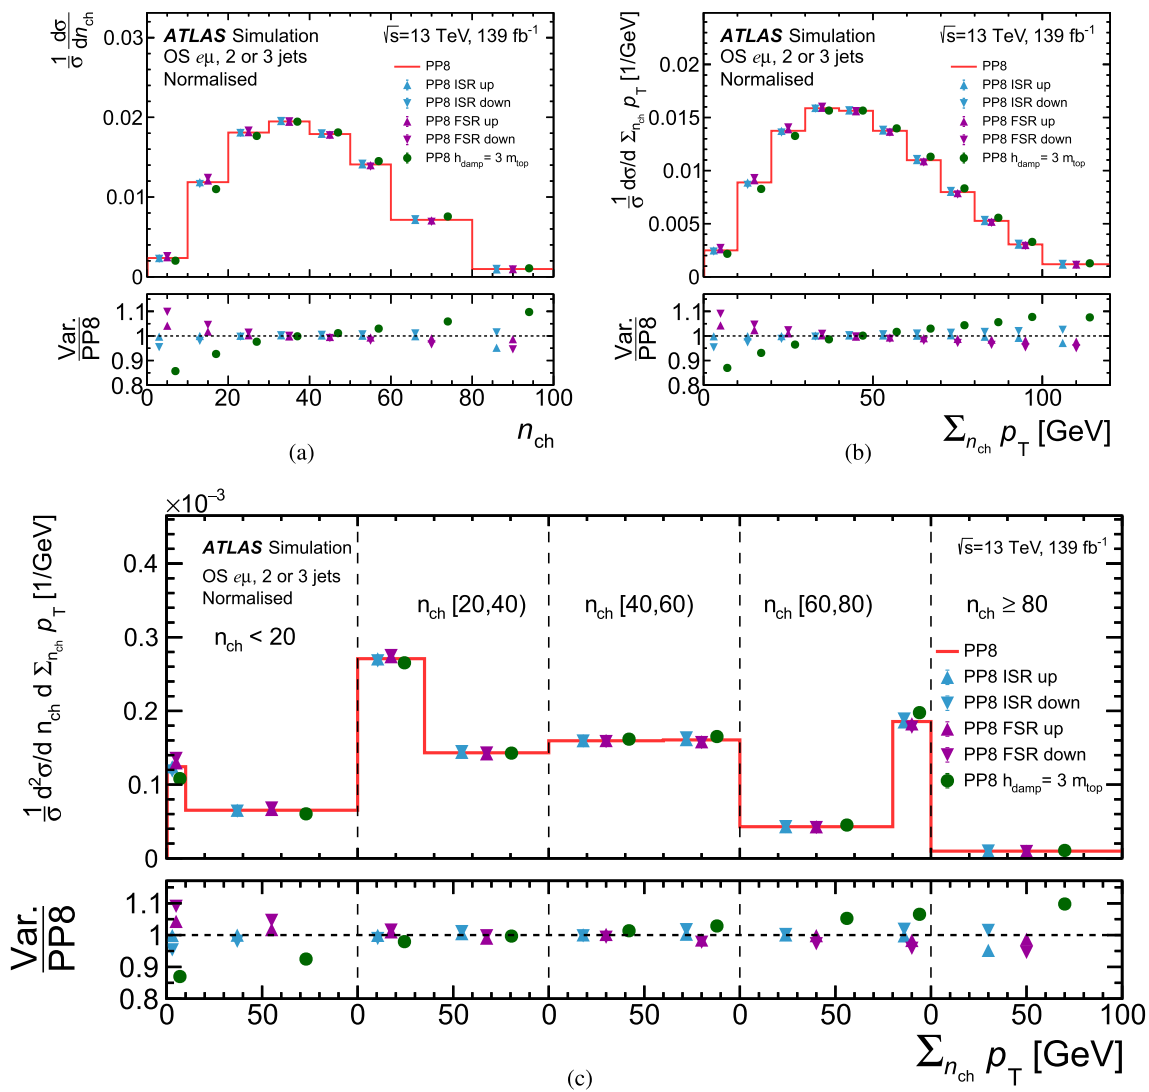 1/σ dσ/dn_ch
0.03
0.02
0.01
0
ATLAS Simulation
√s=13 TeV, 139 fb⁻¹
OS eμ, 2 or 3 jets
Normalised
PP8
PP8 ISR up
PP8 ISR down
PP8 FSR up
PP8 FSR down
PP8 h_damp= 3 m_top
Var./PP8
1.1
1
0.9
0.8
0 20 40 60 80 100
n_ch
(a)
1/σ dσ/d Σ_n_ch p_T [1/GeV]
0.02
0.015
0.01
0.005
0
ATLAS Simulation
√s=13 TeV, 139 fb⁻¹
OS eμ, 2 or 3 jets
Normalised
PP8
PP8 ISR up
PP8 ISR down
PP8 FSR up
PP8 FSR down
PP8 h_damp= 3 m_top
Var./PP8
1.1
1
0.9
0.8
0 50 100
Σ_n_ch p_T [GeV]
(b)
×10⁻³
1/σ d²σ/d n_ch d Σ_n_ch p_T [1/GeV]
0.4
0.3
0.2
0.1
0
ATLAS Simulation
√s=13 TeV, 139 fb⁻¹
OS eμ, 2 or 3 jets
Normalised
n_ch < 20
n_ch [20,40)
n_ch [40,60)
n_ch [60,80)
n_ch ≥ 80
PP8
PP8 ISR up
PP8 ISR down
PP8 FSR up
PP8 FSR down
PP8 h_damp= 3 m_top
Var./PP8
1.1
1
0.9
0.8
0 50 0 50 0 50 0 50 0 50 100
Σ_n_ch p_T [GeV]
(c)